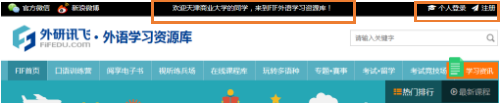 官方微信 新浪微博 欢迎天津商业大学的同学，来到FIF外语学习资源库！ 个人登录 注册
外研讯飞·外语学习资源库
FIFEDU.COM
请输入关键字
FIF首页 口语训练营 阅享电子书 视听练兵场 在线课程库 玩转多语种 专题•赛事 考试•留学 考试竞技场 学习资讯
热门排行 最新课程